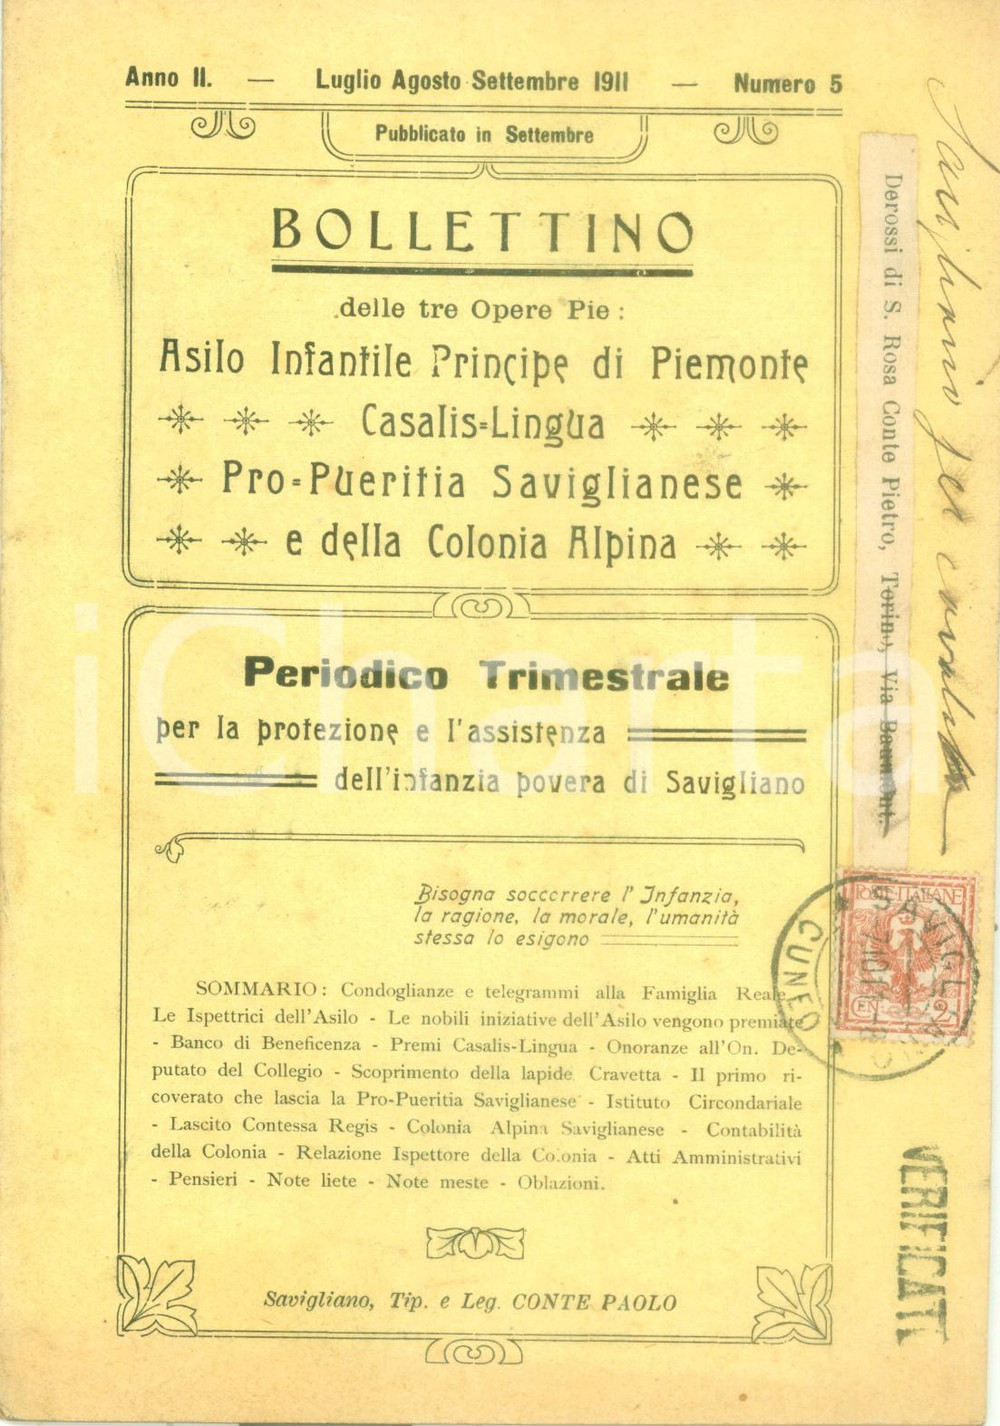 Anno II. — Luglio Agosto Settembre 1911 — Numero 5
Pubblicato in Settembre
BOLLETTINO
delle tre Opere Pie :
Asilo Infantile Principe di Piemonte
Casalis=Lingua
Pro=Pueritia Saviglianese
e della Colonia Alpina
Periodico Trimestrale
per la protezione e l'assistenza
dell'infanzia povera di Savigliano
Bisogna soccorrere l' Infanzia,
la ragione, la morale, l'umanità
stessa lo esigono
SOMMARIO : Condoglianze e telegrammi alla Famiglia Reale
Le Ispettrici dell'Asilo - Le nobili iniziative dell'Asilo vengono premiate
- Banco di Beneficenza - Premi Casalis-Lingua - Onoranze all'On. De-
putato del Collegio - Scoprimento della lapide Cravetta - Il primo ri-
coverato che lascia la Pro-Pueritia Saviglianese - Istituto Circondariale
- Lascito Contessa Regis - Colonia Alpina Saviglianese - Contabilità
della Colonia - Relazione Ispettore della Colonia - Atti Amministrativi
- Pensieri - Note liete - Note meste - Oblazioni.
Savigliano, Tip. e Leg. CONTE PAOLO
Derossi di S. Rosa Conte Pietro, Torino, Via Baumont.
Savigliano per
POSTE ITALIANE
CENT 2
SAVIGLIANO
CUNEO
VERIFICATI
iCharta